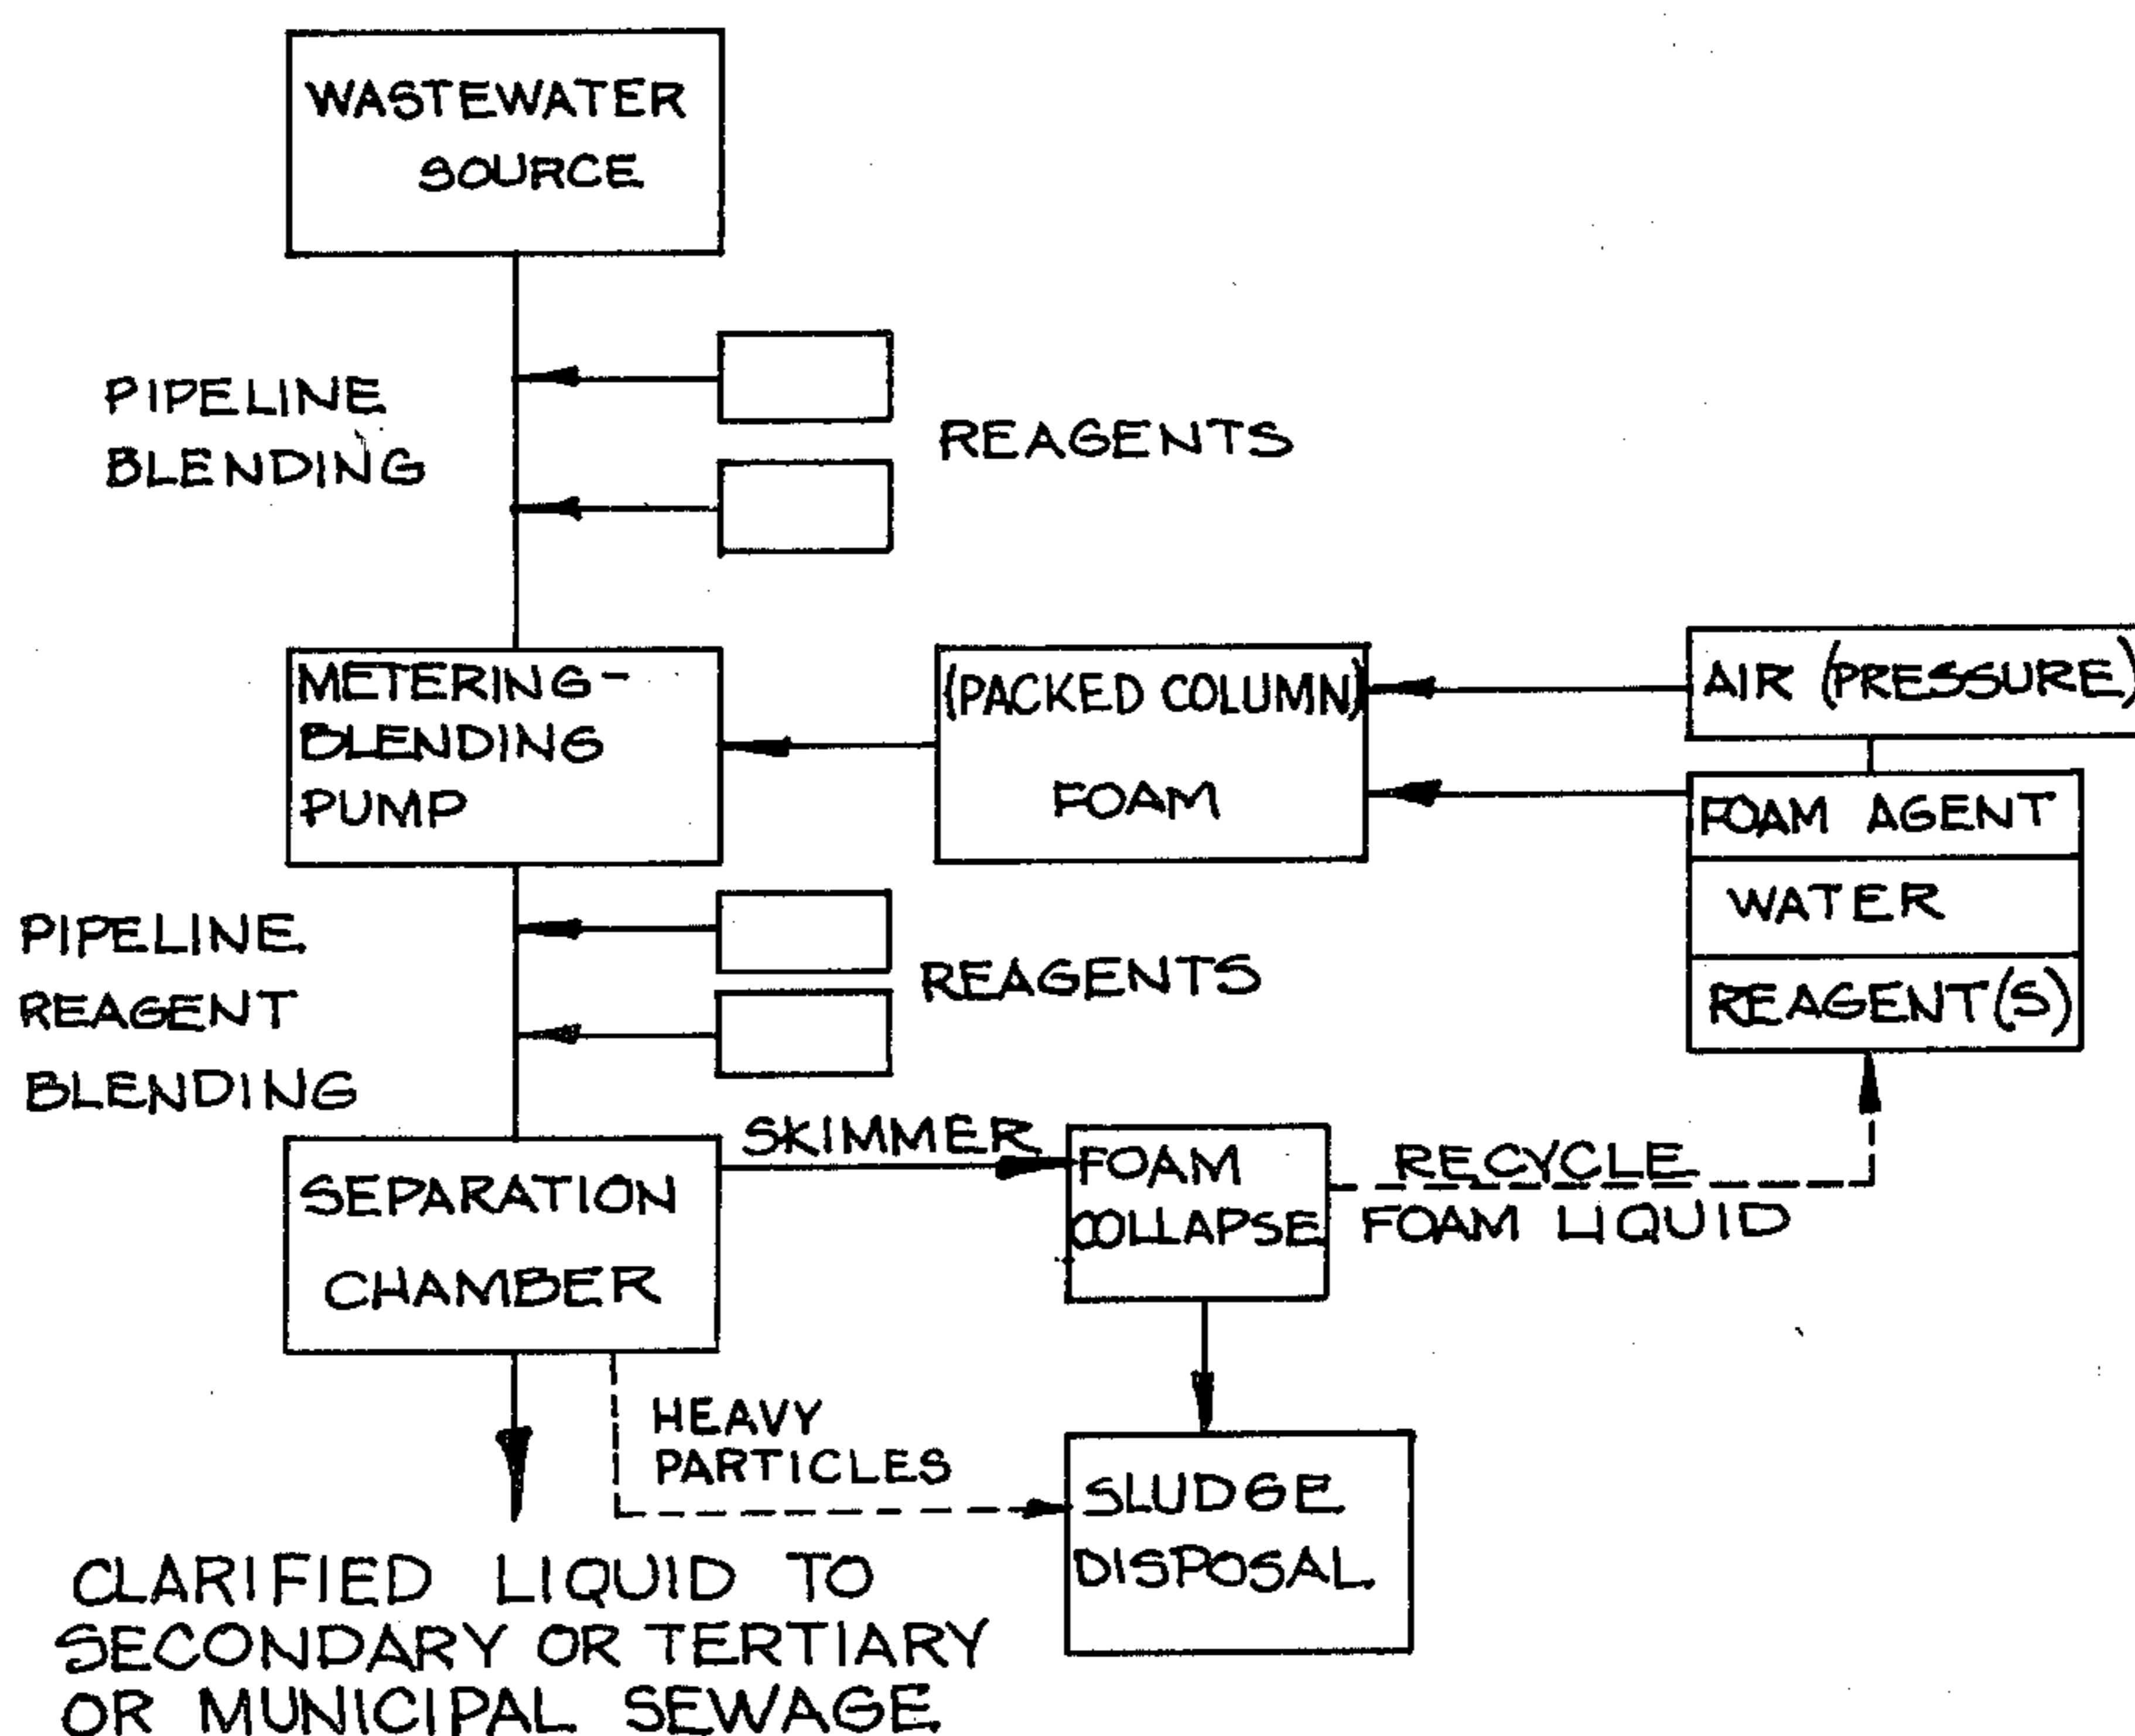 WASTEWATER
SOURCE
PIPELINE
BLENDING
REAGENTS
METERING-
BLENDING
PUMP
(PACKED COLUMN)
FOAM
AIR (PRESSURE)
FOAM AGENT
WATER
REAGENT(S)
PIPELINE
REAGENT
BLENDING
REAGENTS
SEPARATION
CHAMBER
SKIMMER
FOAM
COLLAPSE
RECYCLE
FOAM LIQUID
HEAVY
PARTICLES
SLUDGE
DISPOSAL
CLARIFIED LIQUID TO
SECONDARY OR TERTIARY
OR MUNICIPAL SEWAGE